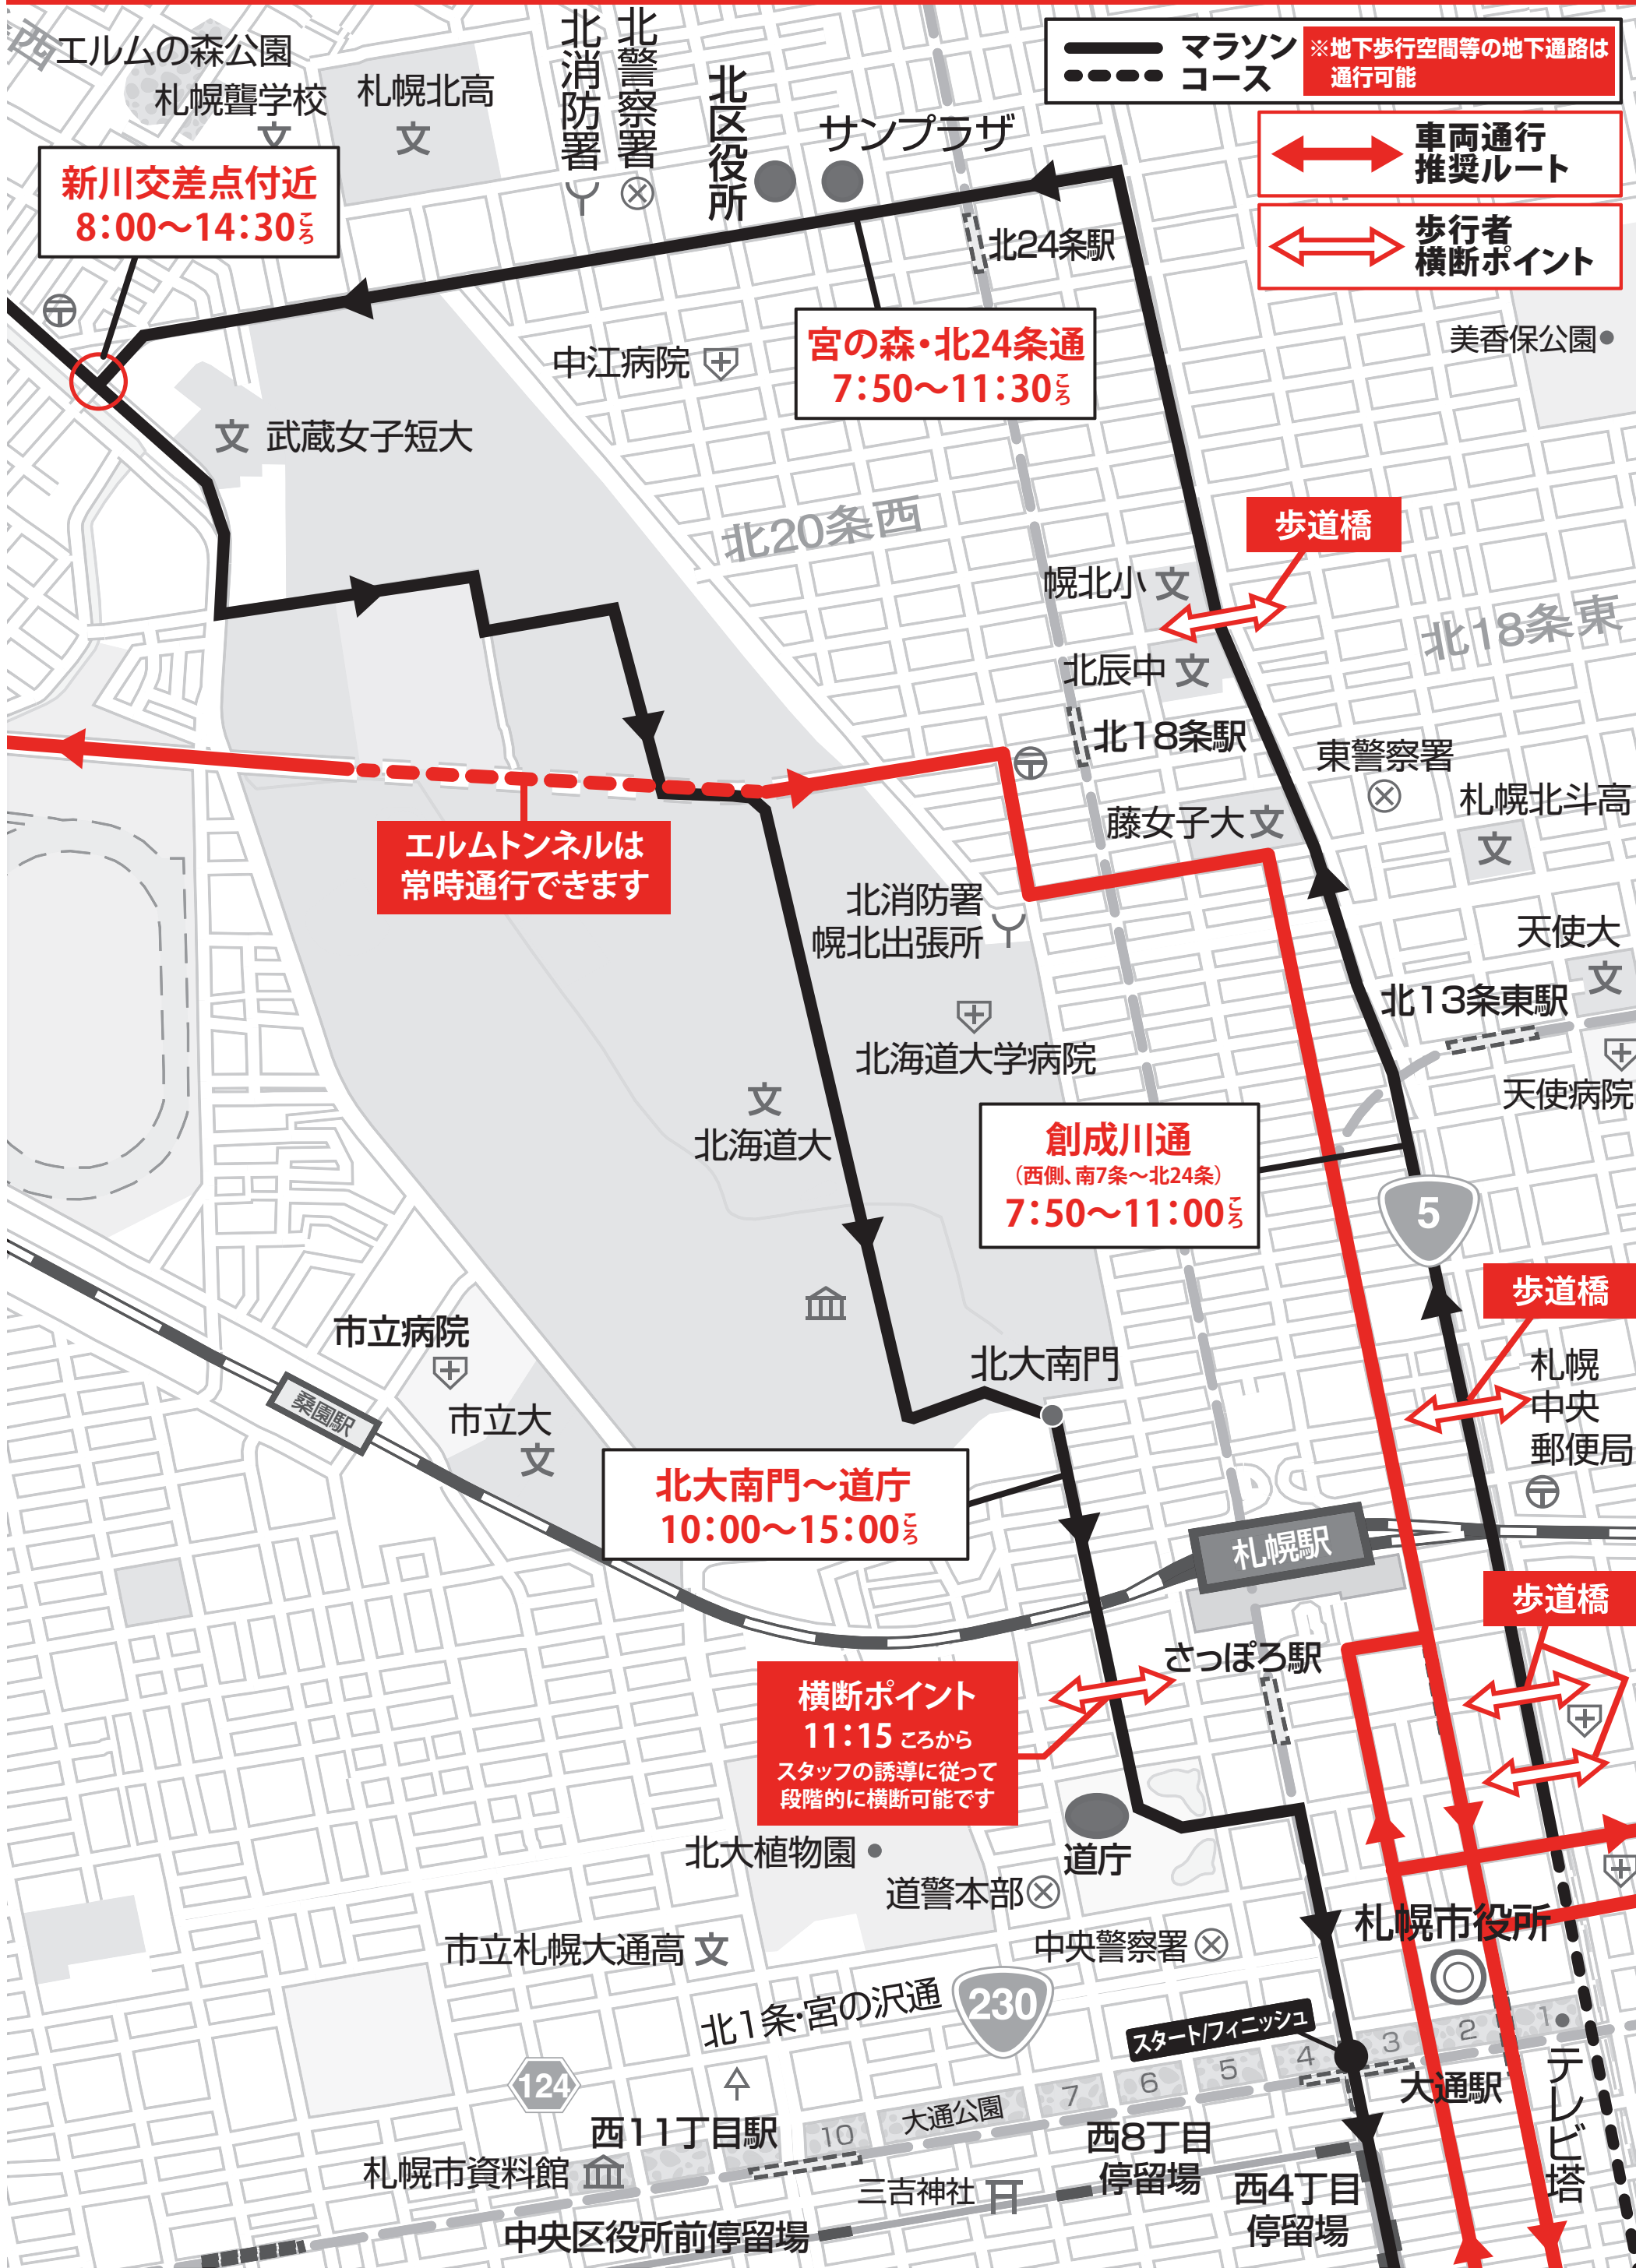 西
エルムの森公園
札幌聾学校
札幌北高
北消防署
北警察署
北区役所
サンプラザ
マラソン
コース
※地下歩行空間等の地下通路は
通行可能
車両通行
推奨ルート
歩行者
横断ポイント
新川交差点付近
8:00〜14:30ころ
北24条駅
宮の森・北24条通
7:50〜11:30ころ
美香保公園
中江病院
文
武蔵女子短大
北20条西
歩道橋
幌北小
北18条東
北辰中
北18条駅
東警察署
札幌北斗高
藤女子大
エルムトンネルは
常時通行できます
北消防署
幌北出張所
天使大
北13条東駅
北海道大学病院
天使病院
北海道大
創成川通
(西側、南7条〜北24条)
7:50〜11:00ころ
5
歩道橋
市立病院
桑園駅
市立大
北大南門
札幌
中央
郵便局
北大南門〜道庁
10:00〜15:00ころ
札幌駅
歩道橋
さっぽろ駅
横断ポイント
11:15 ころから
スタッフの誘導に従って
段階的に横断可能です
北大植物園
道庁
道警本部
中央警察署
札幌市役所
市立札幌大通高
北1条・宮の沢通
230
スタート/フィニッシュ
124
西11丁目駅
10
大通公園
7
6
5
4
3
2
1
大通駅
テレビ塔
札幌市資料館
三吉神社
西8丁目
停留場
西4丁目
停留場
中央区役所前停留場